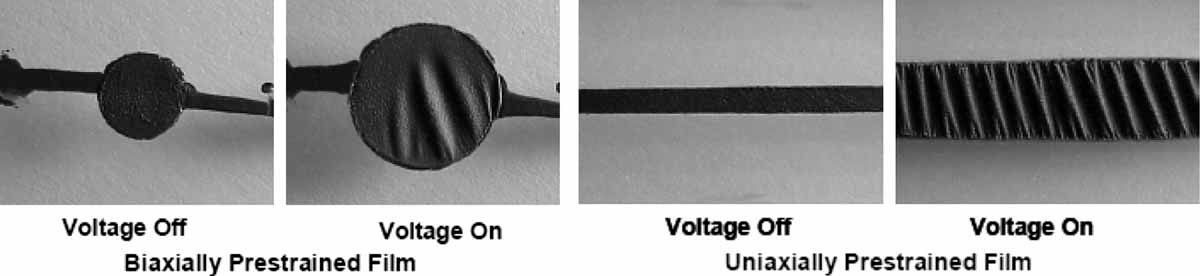 Voltage Off
Voltage On
Biaxially Prestrained Film
Voltage Off
Voltage On
Uniaxially Prestrained Film